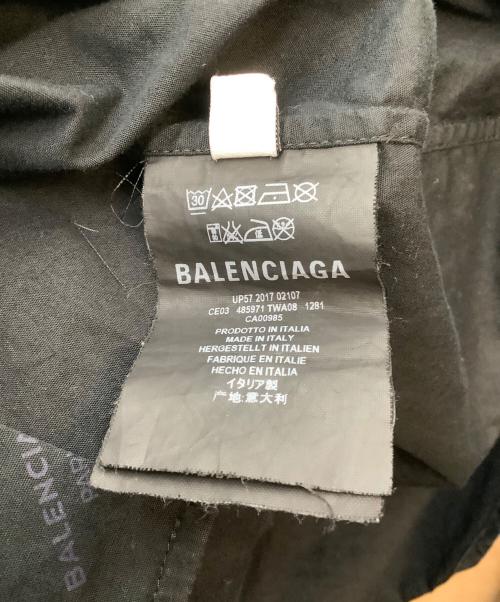 30
BALENCIAGA
UP57 2017 02107
CE03 485971 TWA08 1281
CA00985
PRODOTTO IN ITALIA
MADE IN ITALY
HERGESTELLT IN ITALIEN
FABRIQUE EN ITALIE
HECHO EN ITALIA
イタリア製
产地:意大利
BALENCIA
PAR